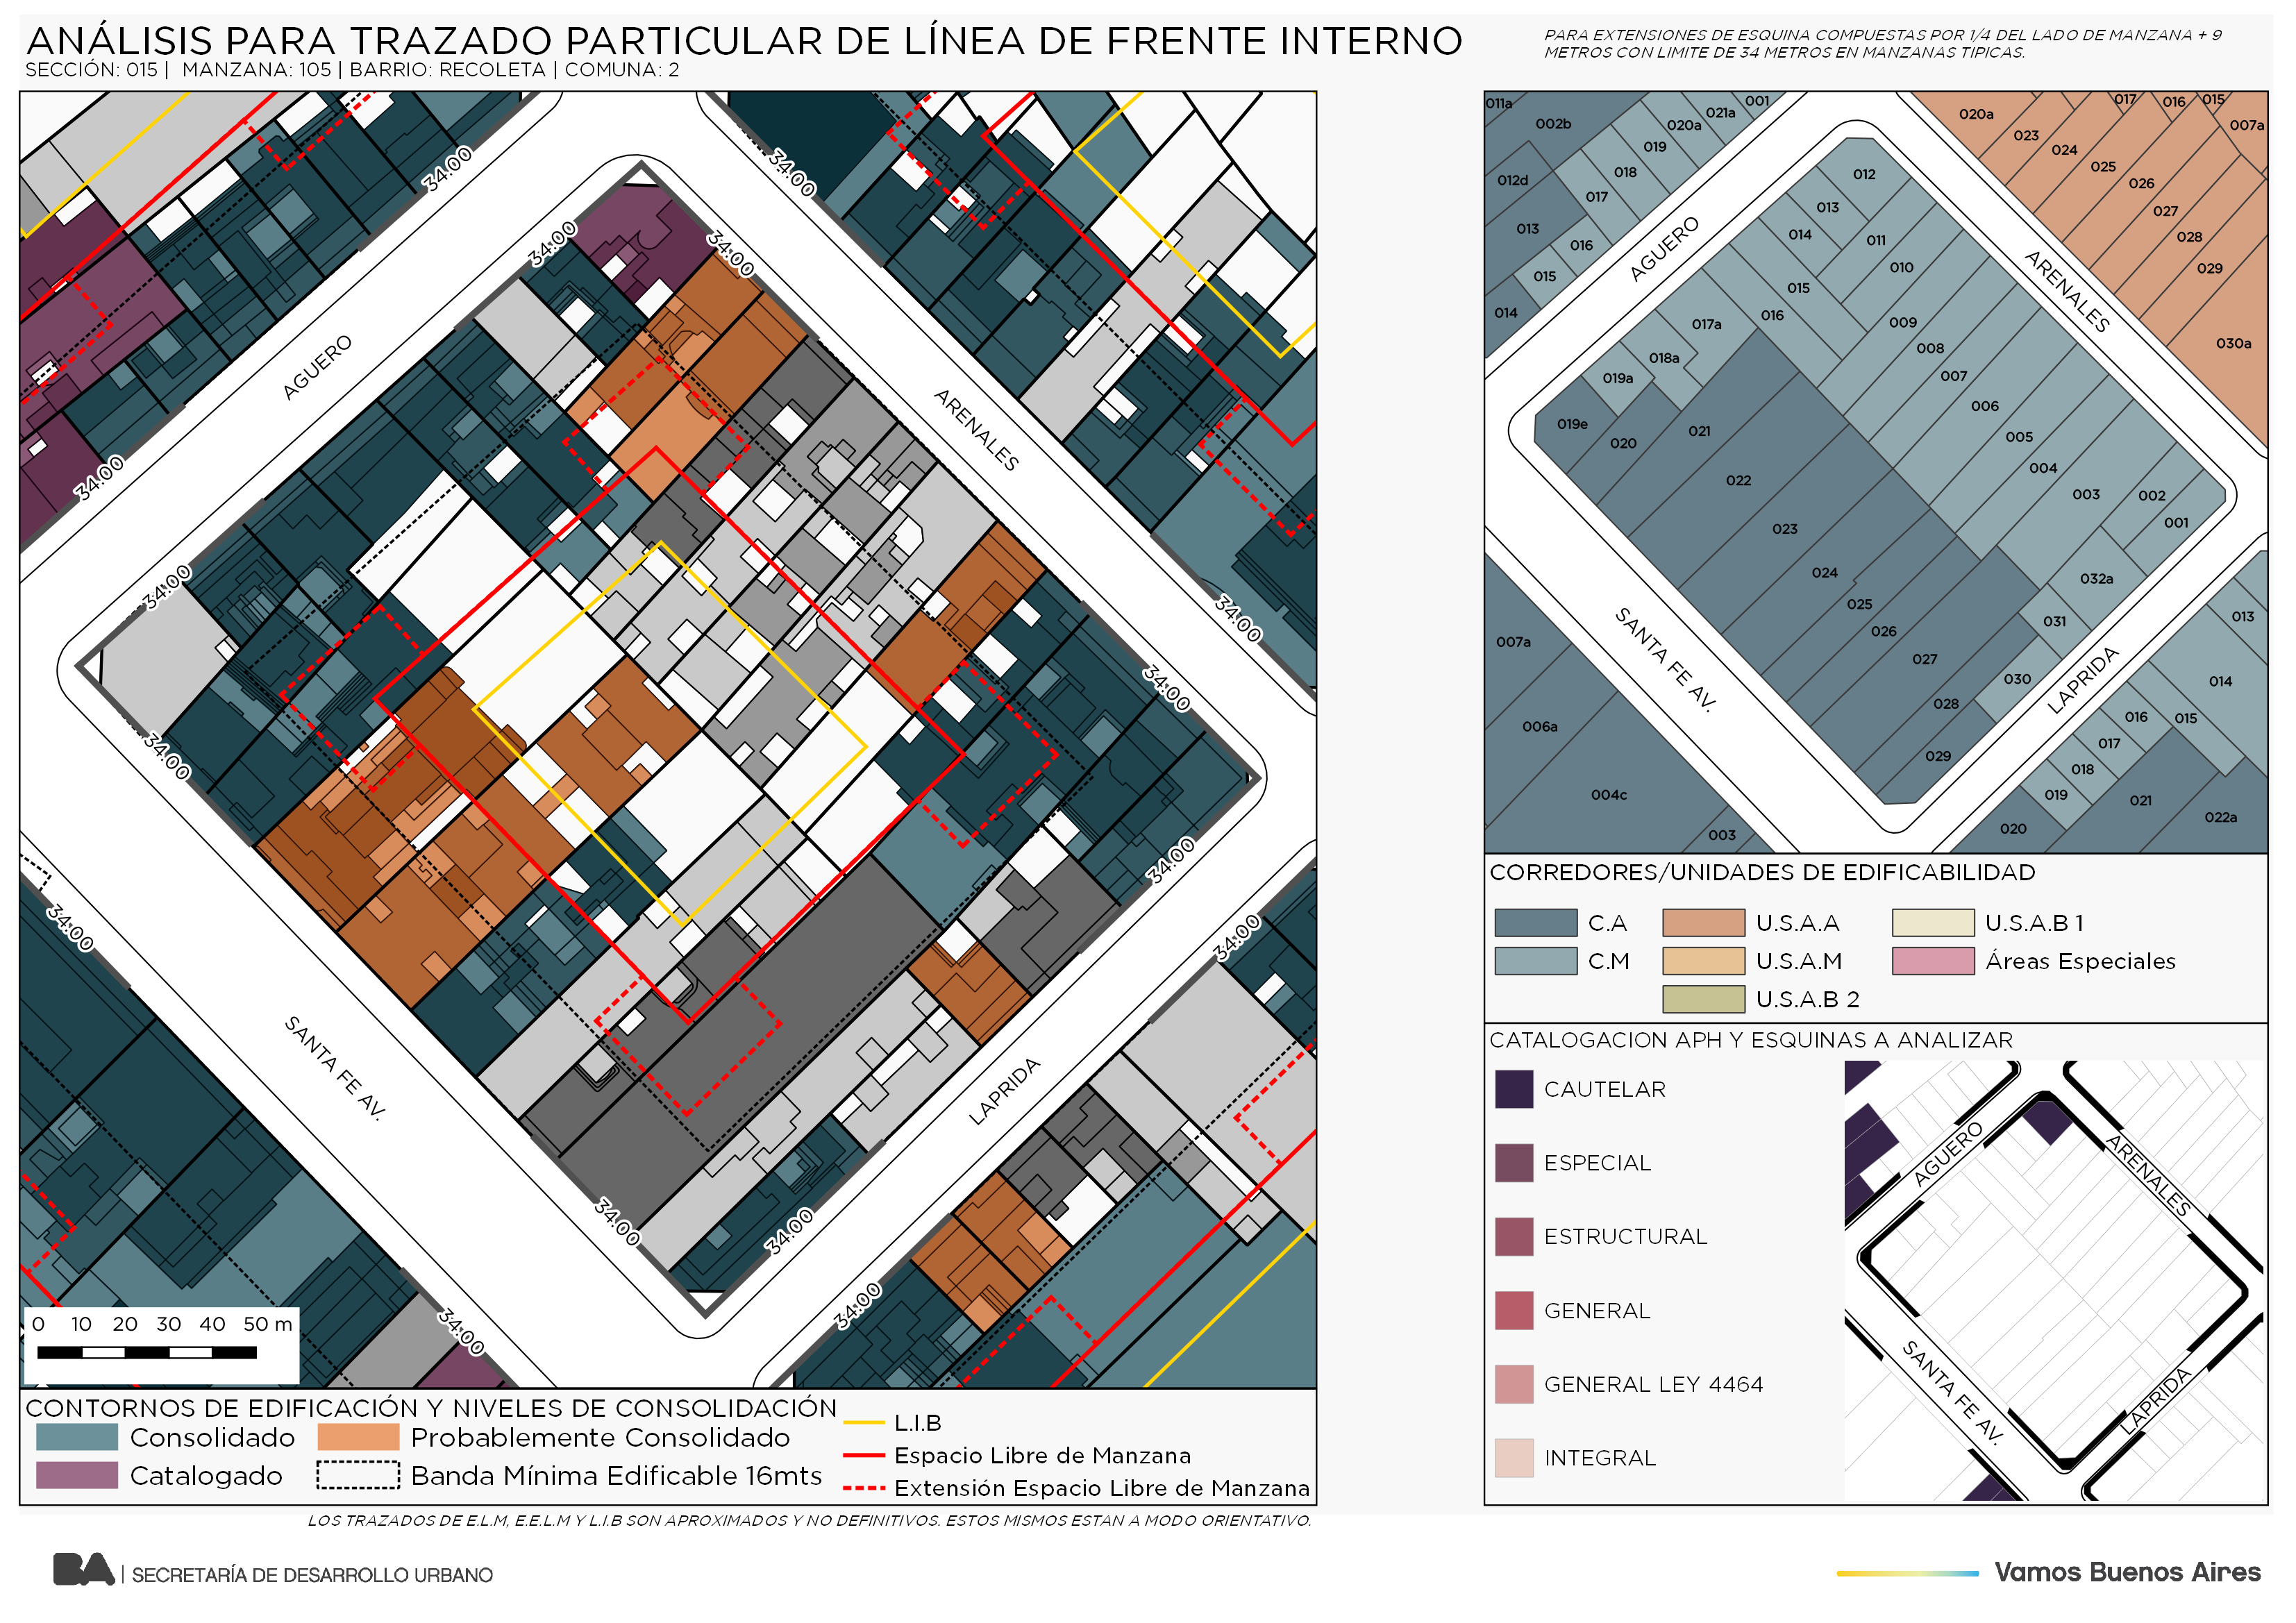 ANÁLISIS PARA TRAZADO PARTICULAR DE LÍNEA DE FRENTE INTERNO
SECCIÓN: 015 | MANZANA: 105 | BARRIO: RECOLETA | COMUNA: 2
PARA EXTENSIONES DE ESQUINA COMPUESTAS POR 1/4 DEL LADO DE MANZANA + 9
METROS CON LIMITE DE 34 METROS EN MANZANAS TIPICAS.
34.00
34.00
34.00
34.00
AGUERO
ARENALES
34.00
34.00
34.00
34.00
34.00
34.00
34.00
34.00
SANTA FE AV.
LAPRIDA
34.00
34.00
34.00
34.00
0 10 20 30 40 50 m
CONTORNOS DE EDIFICACIÓN Y NIVELES DE CONSOLIDACIÓN
Consolidado
Probablemente Consolidado
Catalogado
Banda Mínima Edificable 16mts
L.I.B
Espacio Libre de Manzana
Extensión Espacio Libre de Manzana
LOS TRAZADOS DE E.L.M, E.E.L.M Y L.I.B SON APROXIMADOS Y NO DEFINITIVOS. ESTOS MISMOS ESTAN A MODO ORIENTATIVO.
011a
002b
001
021a
020a
019
018
017
012d
013
016
015
014
020a
017
016
015
007a
023
024
025
026
027
028
029
030a
AGUERO
ARENALES
012
013
014
011
010
015
016
009
017a
018a
019a
008
007
006
005
004
003
002
001
019e
020
021
022
023
024
025
026
027
028
029
032a
031
030
SANTA FE AV.
LAPRIDA
007a
006a
004c
003
013
014
015
016
017
018
019
020
021
022a
CORREDORES/UNIDADES DE EDIFICABILIDAD
C.A
U.S.A.A
U.S.A.B 1
C.M
U.S.A.M
Áreas Especiales
U.S.A.B 2
CATALOGACION APH Y ESQUINAS A ANALIZAR
CAUTELAR
ESPECIAL
ESTRUCTURAL
GENERAL
GENERAL LEY 4464
INTEGRAL
AGUERO
ARENALES
SANTA FE AV.
LAPRIDA
BA | SECRETARÍA DE DESARROLLO URBANO
Vamos Buenos Aires